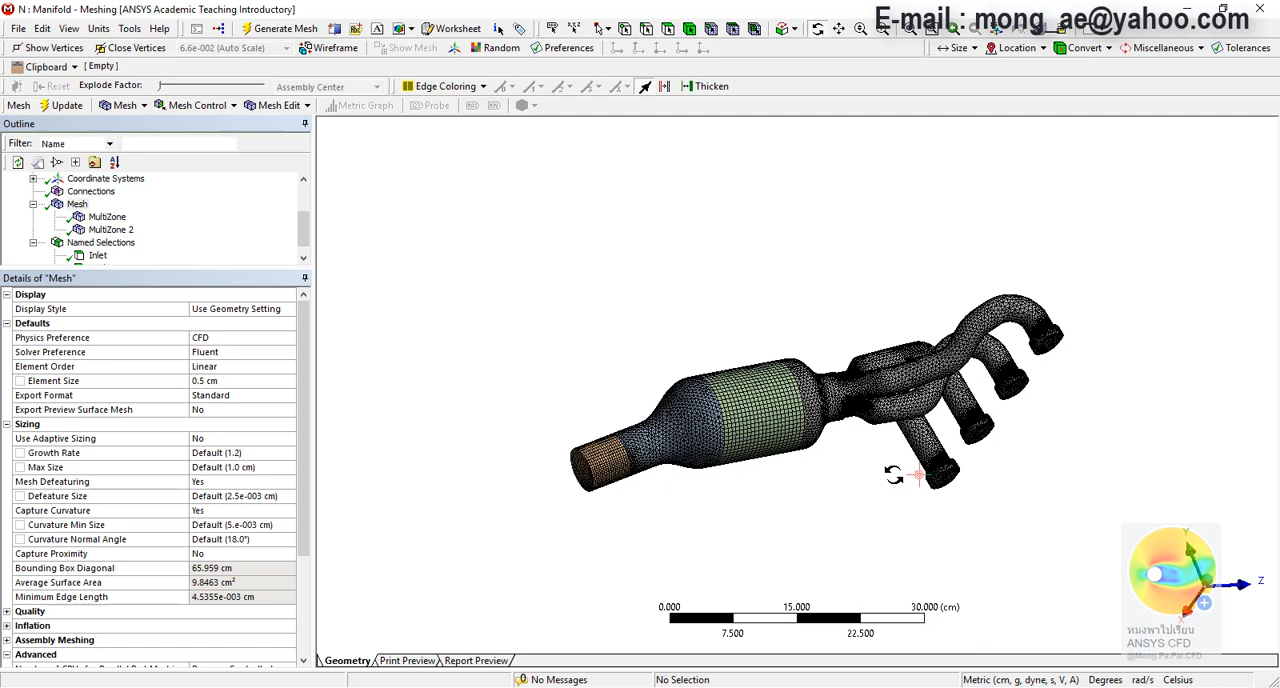 N : Manifold - Meshing [ANSYS Academic Teaching Introductory]
E-mail : mong_ae@yahoo.com
File Edit View Units Tools Help Generate Mesh Worksheet
Show Vertices Close Vertices 6.6e-002 (Auto Scale) Wireframe Show Mesh Random Preferences Size Location Convert Miscellaneous Tolerances
Clipboard [ Empty ]
Reset Explode Factor: Assembly Center Edge Coloring Thicken
Mesh Update Mesh Mesh Control Mesh Edit Metric Graph Probe
Outline
Filter: Name
Coordinate Systems
Connections
Mesh
MultiZone
MultiZone 2
Named Selections
Inlet
Details of "Mesh"
Display
Display Style Use Geometry Setting
Defaults
Physics Preference CFD
Solver Preference Fluent
Element Order Linear
Element Size 0.5 cm
Export Format Standard
Export Preview Surface Mesh No
Sizing
Use Adaptive Sizing No
Growth Rate Default (1.2)
Max Size Default (1.0 cm)
Mesh Defeaturing Yes
Defeature Size Default (2.5e-003 cm)
Capture Curvature Yes
Curvature Min Size Default (5.e-003 cm)
Curvature Normal Angle Default (18.0°)
Capture Proximity No
Bounding Box Diagonal 65.959 cm
Average Surface Area 9.8463 cm²
Minimum Edge Length 4.5355e-003 cm
Quality
Inflation
Assembly Meshing
Advanced
0.000 15.000 30.000 (cm)
7.500 22.500
Y
Z
X
หมงพาไปเรียน
ANSYS CFD
@Mong.Pa.Pai.CFD
Geometry Print Preview Report Preview
No Messages No Selection Metric (cm, g, dyne, s, V, A) Degrees rad/s Celsius